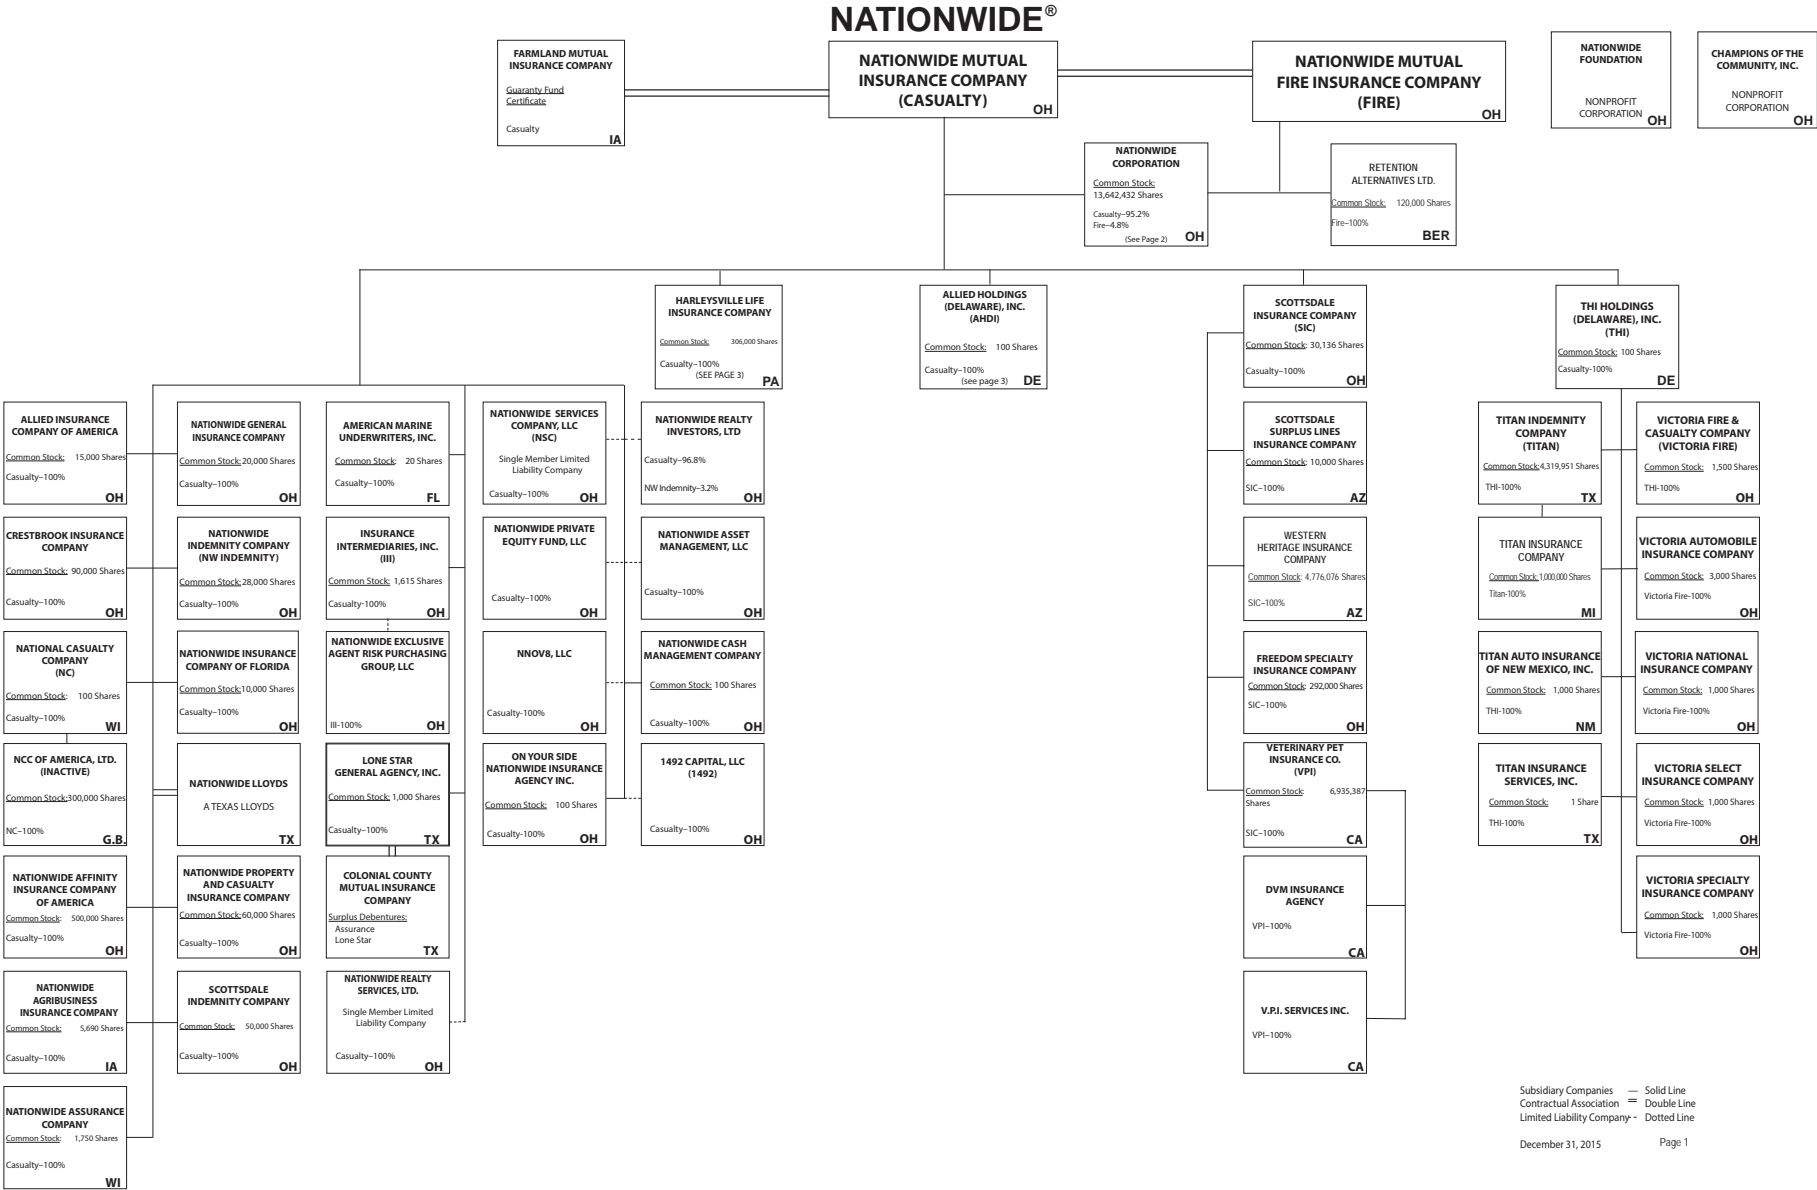 NATIONWIDE®
FARMLAND MUTUAL
INSURANCE COMPANY
Guaranty Fund
Certificate
Casualty
IA
NATIONWIDE MUTUAL
INSURANCE COMPANY
(CASUALTY)
OH
NATIONWIDE MUTUAL
FIRE INSURANCE COMPANY
(FIRE)
OH
NATIONWIDE
FOUNDATION
NONPROFIT
CORPORATION
OH
CHAMPIONS OF THE
COMMUNITY, INC.
NONPROFIT
CORPORATION
OH
NATIONWIDE
CORPORATION
Common Stock:
13,642,432 Shares
Casualty–95.2%
Fire–4.8%
(See Page 2)
OH
RETENTION
ALTERNATIVES LTD.
Common Stock: 120,000 Shares
Fire–100%
BER
HARLEYSVILLE LIFE
INSURANCE COMPANY
Common Stock: 306,000 Shares
Casualty–100%
(SEE PAGE 3)
PA
ALLIED HOLDINGS
(DELAWARE), INC.
(AHDI)
Common Stock: 100 Shares
Casualty–100%
(see page 3)
DE
SCOTTSDALE
INSURANCE COMPANY
(SIC)
Common Stock: 30,136 Shares
Casualty–100%
OH
THI HOLDINGS
(DELAWARE), INC.
(THI)
Common Stock: 100 Shares
Casualty-100%
DE
ALLIED INSURANCE
COMPANY OF AMERICA
Common Stock: 15,000 Shares
Casualty–100%
OH
NATIONWIDE GENERAL
INSURANCE COMPANY
Common Stock: 20,000 Shares
Casualty–100%
OH
AMERICAN MARINE
UNDERWRITERS, INC.
Common Stock: 20 Shares
Casualty–100%
FL
NATIONWIDE SERVICES
COMPANY, LLC
(NSC)
Single Member Limited
Liability Company
Casualty–100%
OH
NATIONWIDE REALTY
INVESTORS, LTD
Casualty–96.8%
NW Indemnity–3.2%
OH
SCOTTSDALE
SURPLUS LINES
INSURANCE COMPANY
Common Stock: 10,000 Shares
SIC–100%
AZ
TITAN INDEMNITY
COMPANY
(TITAN)
Common Stock:4,319,951 Shares
THI-100%
TX
VICTORIA FIRE &
CASUALTY COMPANY
(VICTORIA FIRE)
Common Stock: 1,500 Shares
THI-100%
OH
CRESTBROOK INSURANCE
COMPANY
Common Stock: 90,000 Shares
Casualty–100%
OH
NATIONWIDE
INDEMNITY COMPANY
(NW INDEMNITY)
Common Stock: 28,000 Shares
Casualty–100%
OH
INSURANCE
INTERMEDIARIES, INC.
(III)
Common Stock: 1,615 Shares
Casualty-100%
OH
NATIONWIDE PRIVATE
EQUITY FUND, LLC
Casualty–100%
OH
NATIONWIDE ASSET
MANAGEMENT, LLC
Casualty–100%
OH
WESTERN
HERITAGE INSURANCE
COMPANY
Common Stock: 4,776,076 Shares
SIC–100%
AZ
TITAN INSURANCE
COMPANY
Common Stock: 1,000,000 Shares
Titan-100%
MI
VICTORIA AUTOMOBILE
INSURANCE COMPANY
Common Stock: 3,000 Shares
Victoria Fire-100%
OH
NATIONAL CASUALTY
COMPANY
(NC)
Common Stock: 100 Shares
Casualty–100%
WI
NATIONWIDE INSURANCE
COMPANY OF FLORIDA
Common Stock:10,000 Shares
Casualty–100%
OH
NATIONWIDE EXCLUSIVE
AGENT RISK PURCHASING
GROUP, LLC
III-100%
OH
NNOV8, LLC
Casualty-100%
OH
NATIONWIDE CASH
MANAGEMENT COMPANY
Common Stock: 100 Shares
Casualty–100%
OH
FREEDOM SPECIALTY
INSURANCE COMPANY
Common Stock: 292,000 Shares
SIC–100%
OH
TITAN AUTO INSURANCE
OF NEW MEXICO, INC.
Common Stock: 1,000 Shares
THI-100%
NM
VICTORIA NATIONAL
INSURANCE COMPANY
Common Stock: 1,000 Shares
Victoria Fire-100%
OH
NCC OF AMERICA, LTD.
(INACTIVE)
Common Stock:300,000 Shares
NC–100%
G.B.
NATIONWIDE LLOYDS
A TEXAS LLOYDS
TX
LONE STAR
GENERAL AGENCY, INC.
Common Stock: 1,000 Shares
Casualty–100%
TX
ON YOUR SIDE
NATIONWIDE INSURANCE
AGENCY INC.
Common Stock: 100 Shares
Casualty-100%
OH
1492 CAPITAL, LLC
(1492)
Casualty–100%
OH
VETERINARY PET
INSURANCE CO.
(VPI)
Common Stock: 6,935,387
Shares
SIC–100%
CA
TITAN INSURANCE
SERVICES, INC.
Common Stock: 1 Share
THI-100%
TX
VICTORIA SELECT
INSURANCE COMPANY
Common Stock: 1,000 Shares
Victoria Fire-100%
OH
NATIONWIDE AFFINITY
INSURANCE COMPANY
OF AMERICA
Common Stock: 500,000 Shares
Casualty–100%
OH
NATIONWIDE PROPERTY
AND CASUALTY
INSURANCE COMPANY
Common Stock: 60,000 Shares
Casualty–100%
OH
COLONIAL COUNTY
MUTUAL INSURANCE
COMPANY
Surplus Debentures:
Assurance
Lone Star
TX
DVM INSURANCE
AGENCY
VPI–100%
CA
VICTORIA SPECIALTY
INSURANCE COMPANY
Common Stock: 1,000 Shares
Victoria Fire-100%
OH
NATIONWIDE
AGRIBUSINESS
INSURANCE COMPANY
Common Stock: 5,690 Shares
Casualty–100%
IA
SCOTTSDALE
INDEMNITY COMPANY
Common Stock: 50,000 Shares
Casualty–100%
OH
NATIONWIDE REALTY
SERVICES, LTD.
Single Member Limited
Liability Company
Casualty–100%
OH
V.P.I. SERVICES INC.
VPI–100%
CA
NATIONWIDE ASSURANCE
COMPANY
Common Stock: 1,750 Shares
Casualty–100%
WI
Subsidiary Companies — Solid Line
Contractual Association = Double Line
Limited Liability Company - - Dotted Line
December 31, 2015 Page 1